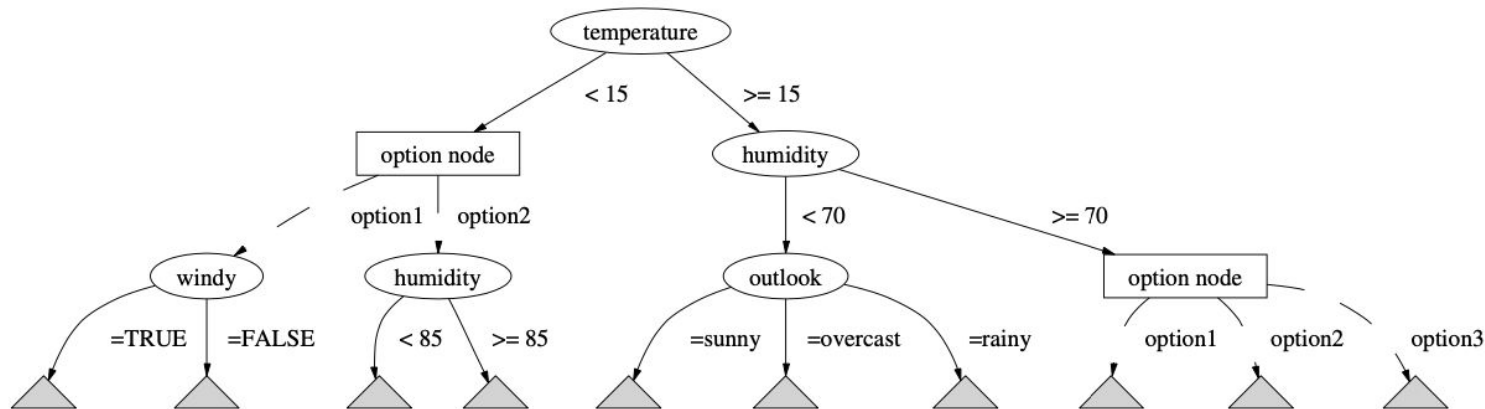 temperature
< 15
>= 15
option node
humidity
option1
option2
< 70
>= 70
windy
humidity
outlook
option node
=TRUE
=FALSE
< 85
>= 85
=sunny
=overcast
=rainy
option1
option2
option3